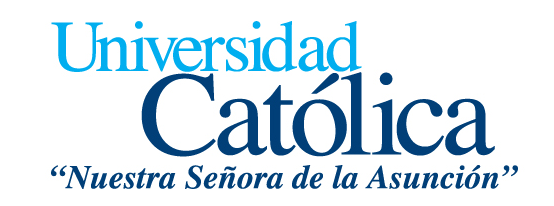 Universidad
Católica
“Nuestra Señora de la Asunción”